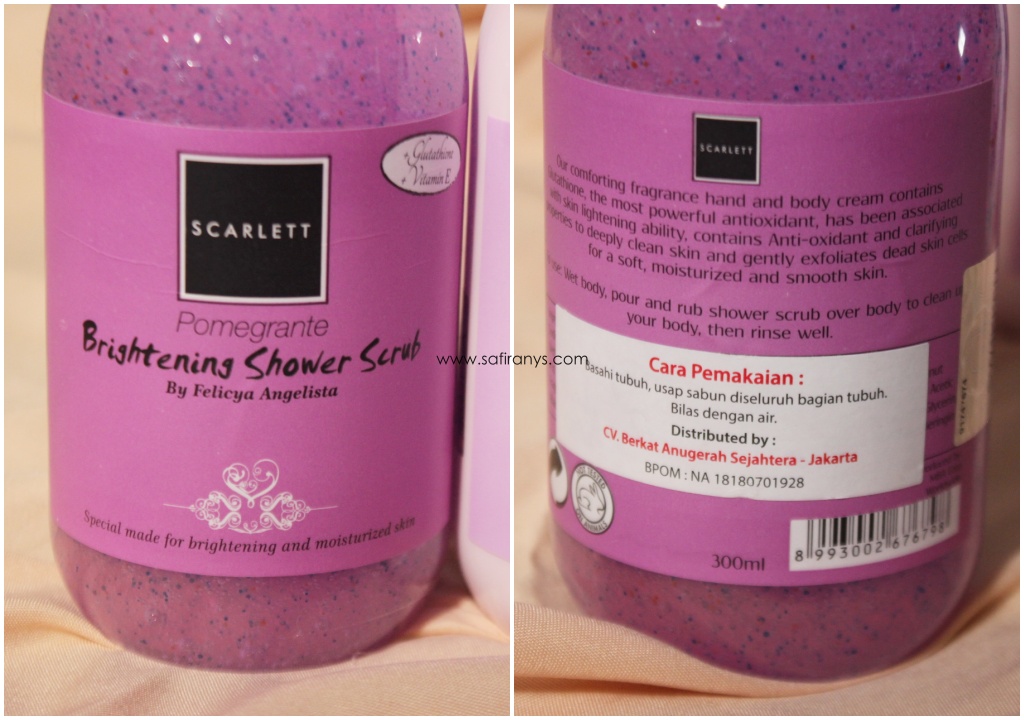 SCARLETT
+ Glutathione
+ Vitamin E
Pomegrante
Brightening Shower Scrub
By Felicya Angelista
Special made for brightening and moisturized skin
www.safiranys.com
SCARLETT
Our comforting fragrance hand and body cream contains
Glutathione, the most powerful antioxidant, has been associated
with skin lightening ability, contains Anti-oxidant and clarifying
to deeply clean skin and gently exfoliates dead skin cells
for a soft, moisturized and smooth skin.
Wet body, pour and rub shower scrub over body to clean
your body, then rinse well.
Cara Pemakaian :
Basahi tubuh, usap sabun diseluruh bagian tubuh.
Bilas dengan air.
Distributed by :
CV. Berkat Anugerah Sejahtera - Jakarta
BPOM : NA 18180701928
300ml
8 993002 676798